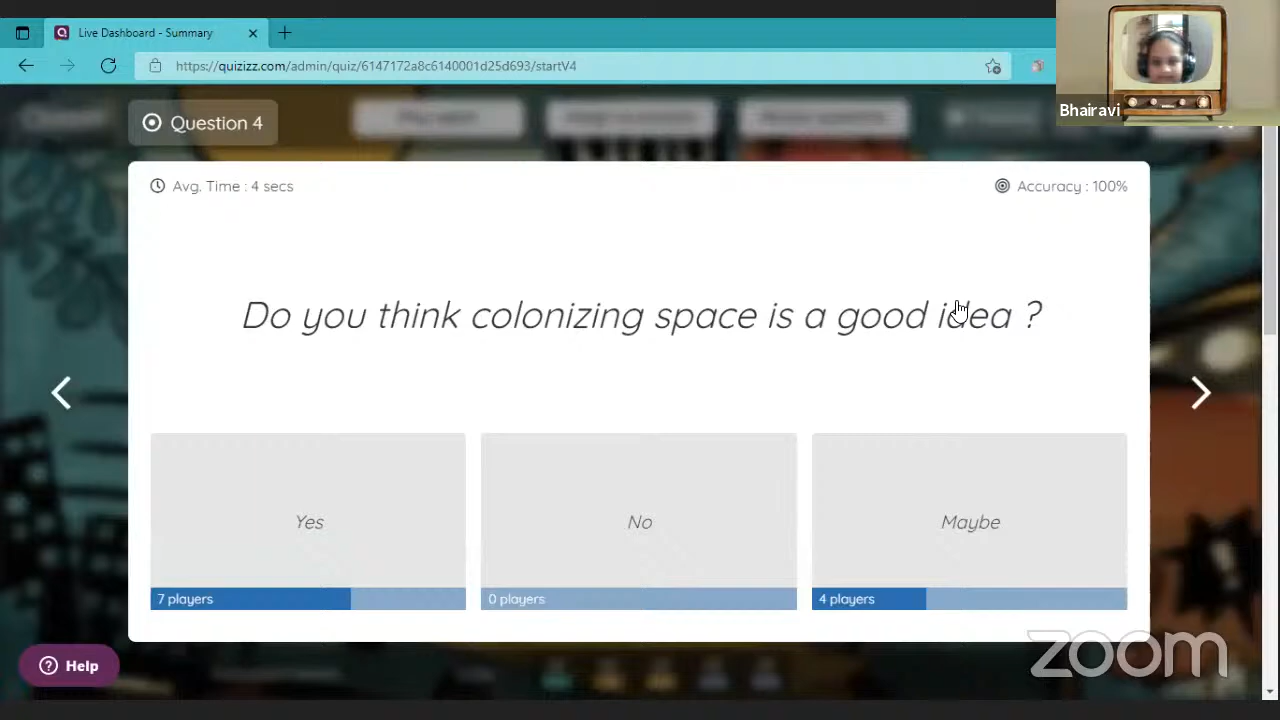 Live Dashboard - Summary
https://quizizz.com/admin/quiz/6147172a8c6140001d25d693/startV4
Bhairavi
Question 4
Avg. Time : 4 secs
Accuracy : 100%
Do you think colonizing space is a good idea ?
Yes
No
Maybe
7 players
0 players
4 players
Help
zoom